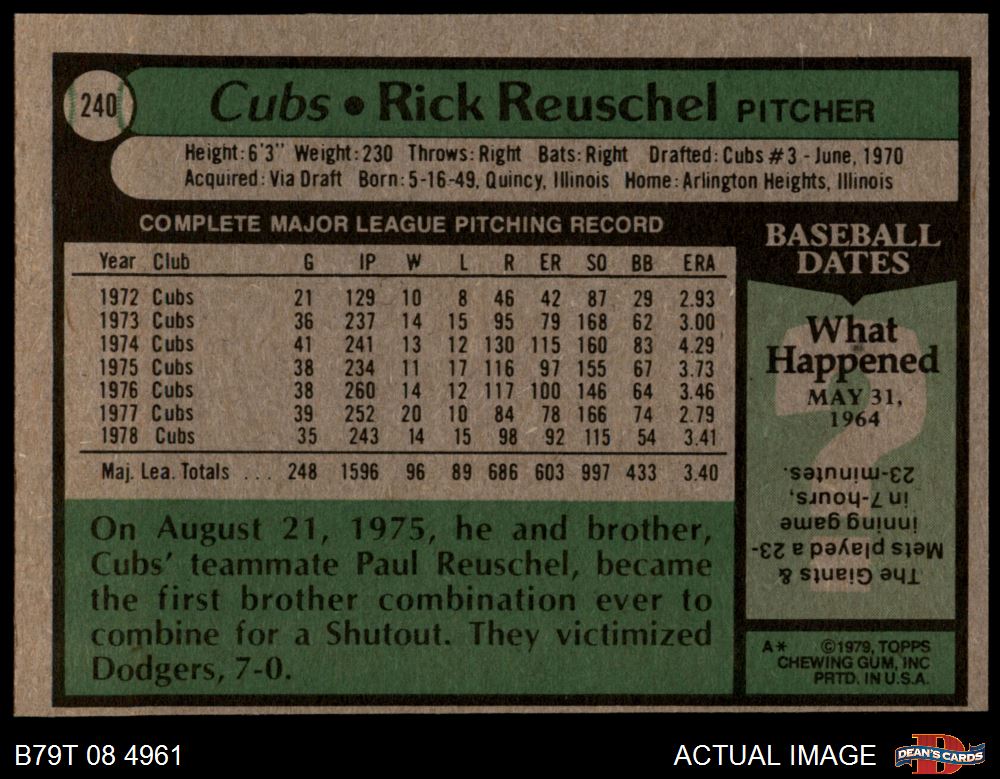 240
Cubs • Rick Reuschel PITCHER
Height: 6'3" Weight: 230 Throws: Right Bats: Right Drafted: Cubs #3 - June, 1970
Acquired: Via Draft Born: 5-16-49, Quincy, Illinois Home: Arlington Heights, Illinois
COMPLETE MAJOR LEAGUE PITCHING RECORD
Year Club G IP W L R ER SO BB ERA
1972 Cubs 21 129 10 8 46 42 87 29 2.93
1973 Cubs 36 237 14 15 95 79 168 62 3.00
1974 Cubs 41 241 13 12 130 115 160 83 4.29
1975 Cubs 38 234 11 17 116 97 155 67 3.73
1976 Cubs 38 260 14 12 117 100 146 64 3.46
1977 Cubs 39 252 20 10 84 78 166 74 2.79
1978 Cubs 35 243 14 15 98 92 115 54 3.41
Maj. Lea. Totals ... 248 1596 96 89 686 603 997 433 3.40
On August 21, 1975, he and brother,
Cubs' teammate Paul Reuschel, became
the first brother combination ever to
combine for a Shutout. They victimized
Dodgers, 7-0.
BASEBALL
DATES
What
Happened
MAY 31,
1964
The Giants &
Mets played a 23-
inning game
in 7-hours,
23-minutes.
A* ©1979, TOPPS
CHEWING GUM, INC
PRTD. IN U.S.A.
B79T 08 4961
ACTUAL IMAGE
D
DEAN'S CARDS